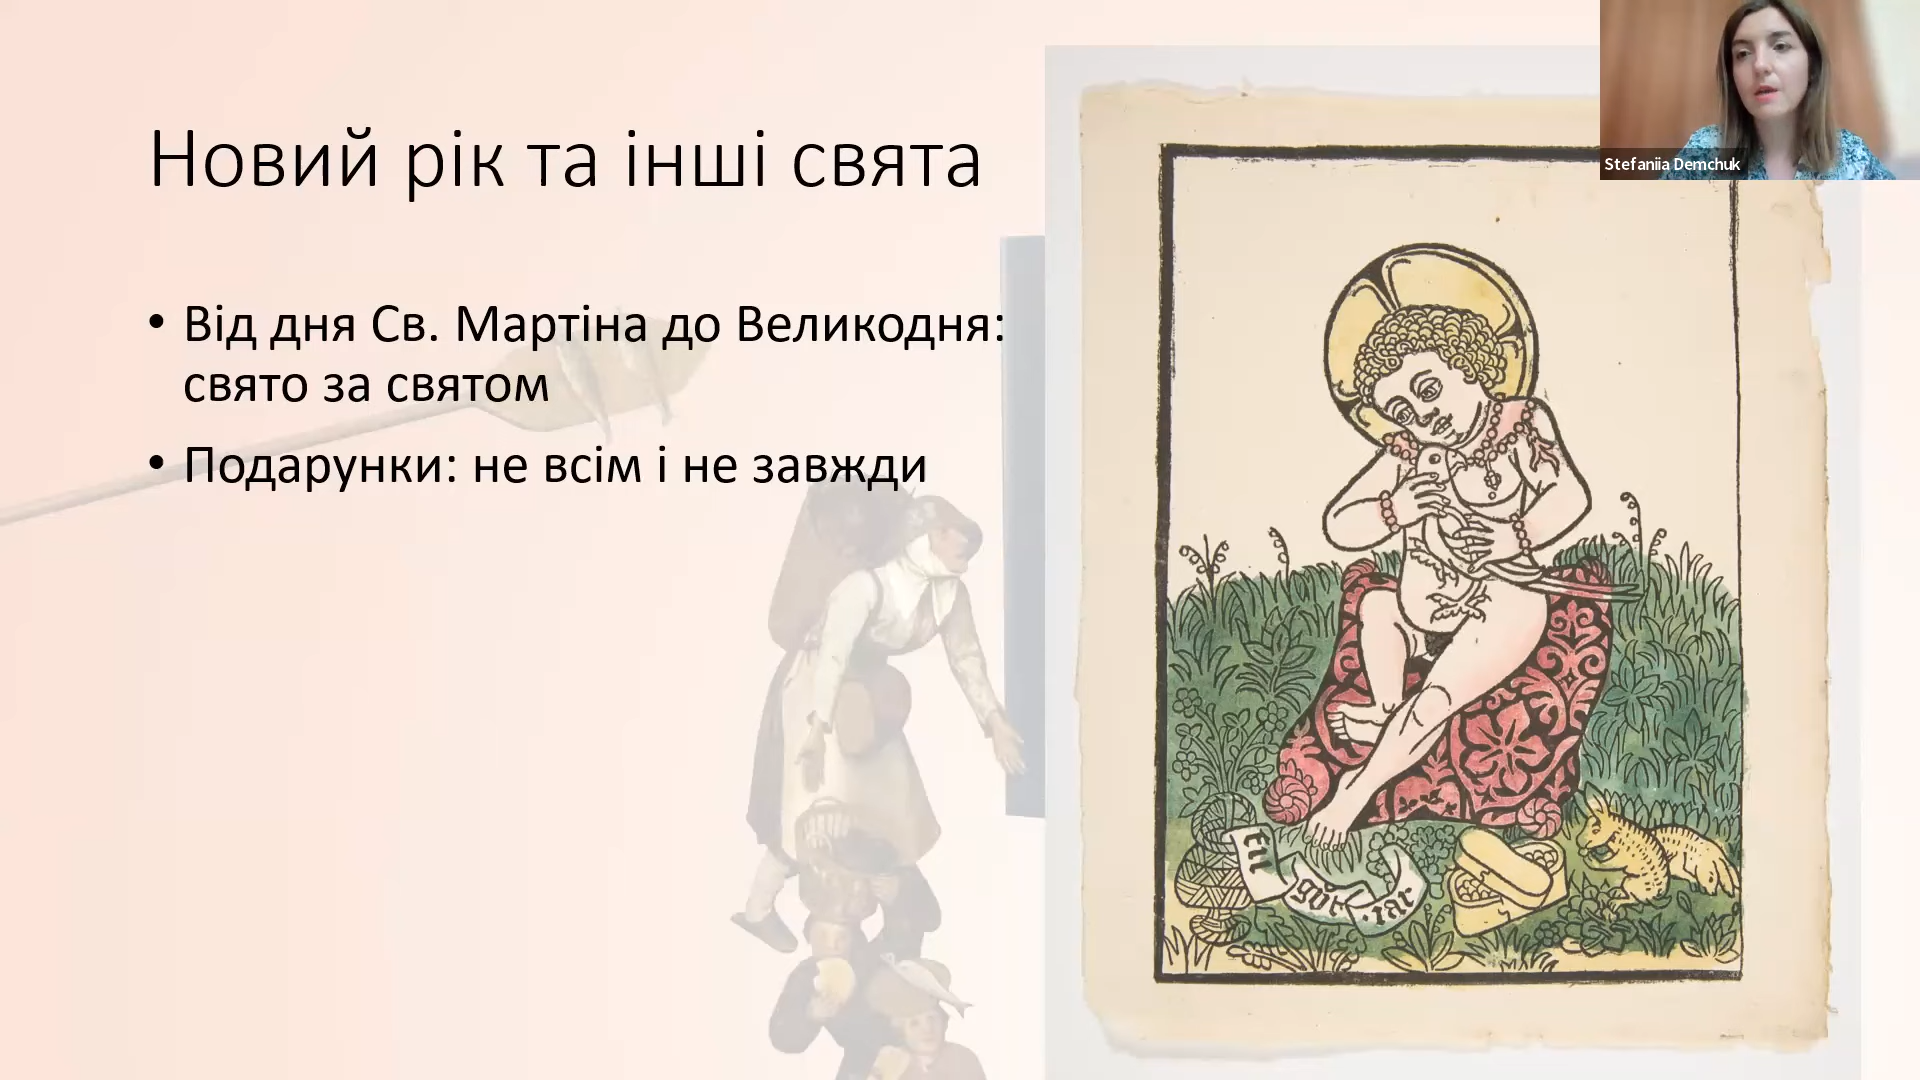 Новий рік та інші свята
• Від дня Св. Мартіна до Великодня:
свято за святом
• Подарунки: не всім і не завжди
Stefaniia Demchuk